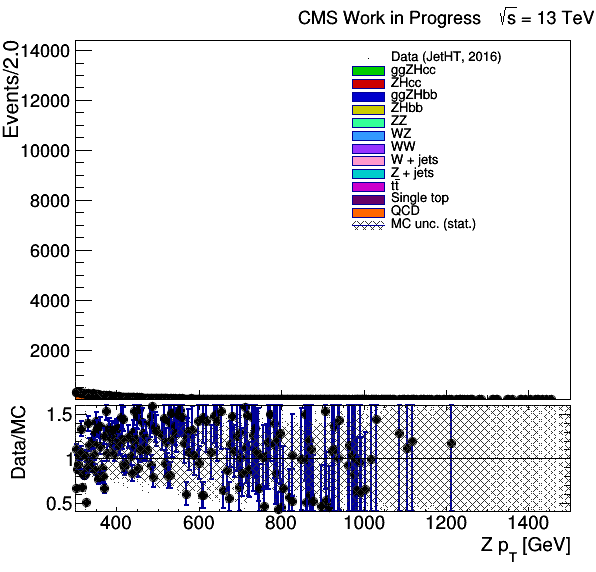 CMS Work in Progress √s = 13 TeV
Events/2.0
14000
12000
10000
8000
6000
4000
2000
Data (JetHT, 2016)
ggZHcc
ZHcc
ggZHbb
ZHbb
ZZ
WZ
WW
W + jets
Z + jets
tt̄
Single top
QCD
MC unc. (stat.)
Data/MC
1.5
1
0.5
400 600 800 1000 1200 1400
Z p_T [GeV]